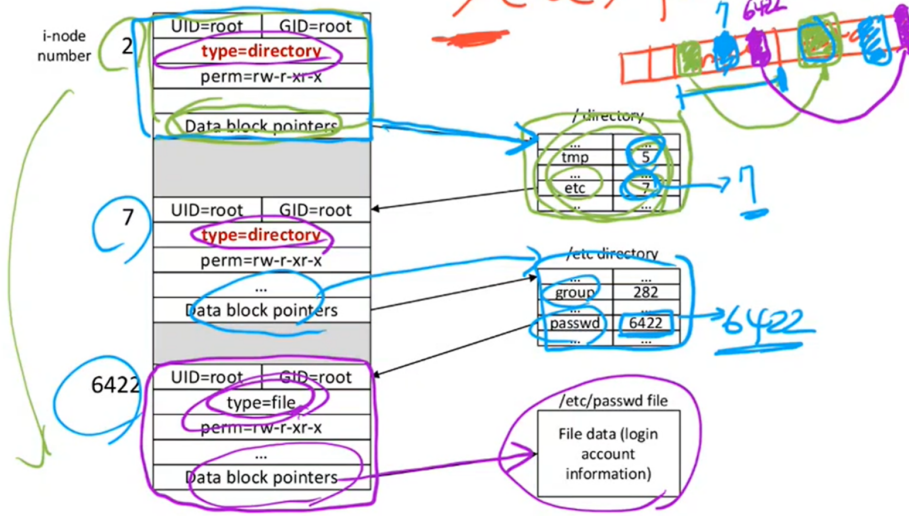 7 6422
i-node
number
2
UID=root GID=root
type=directory
perm=rw-r-xr-x
Data block pointers
/ directory
...
tmp 5
...
etc 7
... ...
7
7
UID=root GID=root
type=directory
perm=rw-r-xr-x
...
Data block pointers
/etc directory
... ...
group 282
...
passwd 6422
... ...
6422
6422
UID=root GID=root
type=file
perm=rw-r-xr-x
...
Data block pointers
/etc/passwd file
File data (login
account
information)